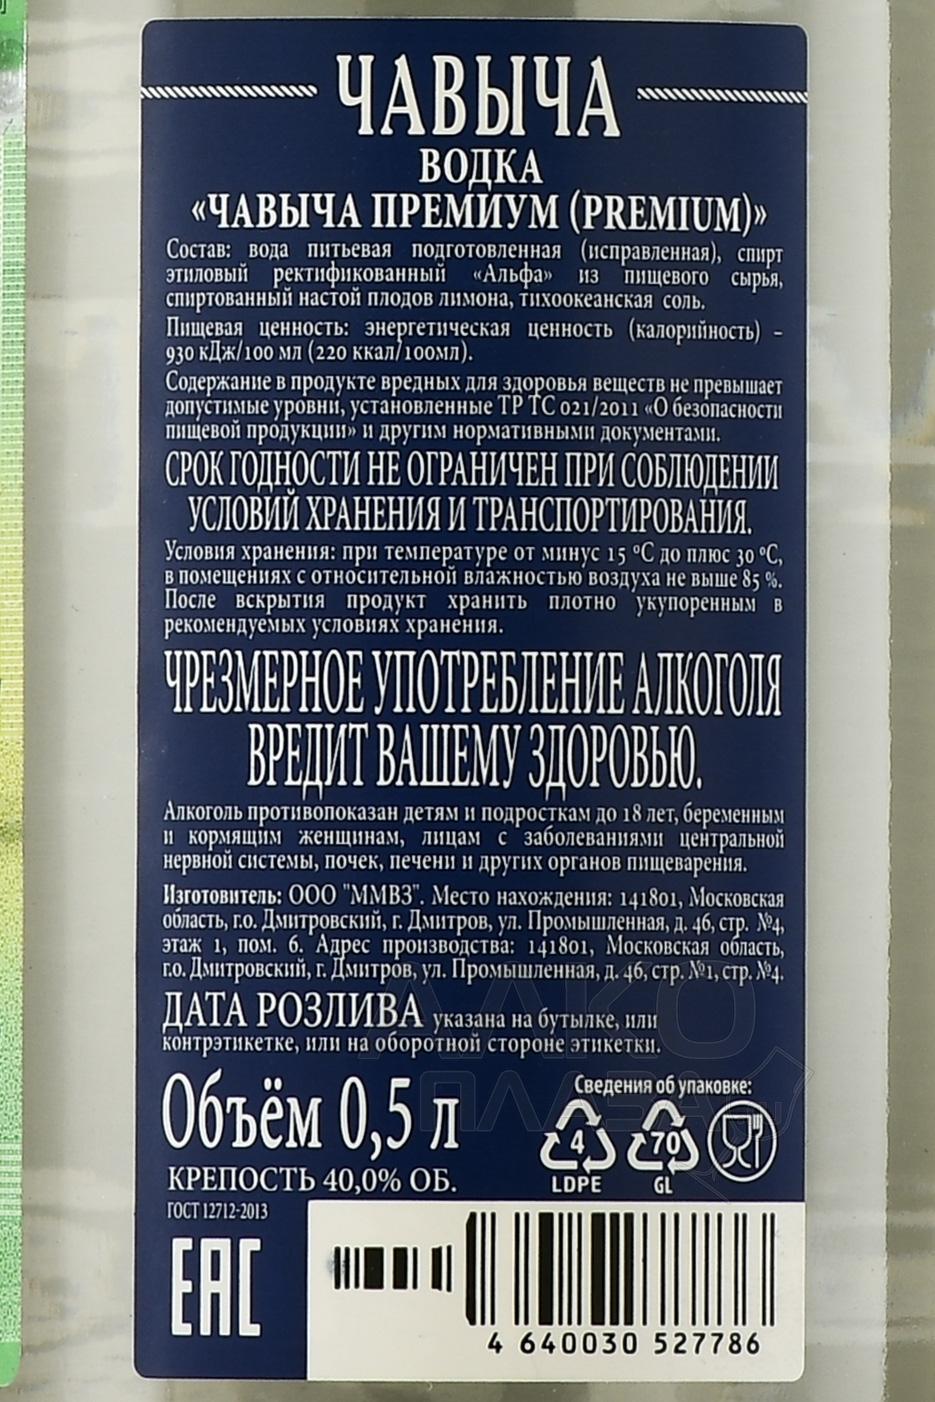 ЧАВЫЧА
ВОДКА
«ЧАВЫЧА ПРЕМИУМ (PREMIUM)»
Состав: вода питьевая подготовленная (исправленная), спирт
этиловый ректификованный «Альфа» из пищевого сырья,
спиртованный настой плодов лимона, тихоокеанская соль.
Пищевая ценность: энергетическая ценность (калорийность) –
930 кДж/100 мл (220 ккал/100мл).
Содержание в продукте вредных для здоровья веществ не превышает
допустимые уровни, установленные ТР ТС 021/2011 «О безопасности
пищевой продукции» и другим нормативными документами.
СРОК ГОДНОСТИ НЕ ОГРАНИЧЕН ПРИ СОБЛЮДЕНИИ
УСЛОВИЙ ХРАНЕНИЯ И ТРАНСПОРТИРОВАНИЯ.
Условия хранения: при температуре от минус 15 ºС до плюс 30 ºС,
в помещениях с относительной влажностью воздуха не выше 85 %.
После вскрытия продукт хранить плотно укупоренным в
рекомендуемых условиях хранения.
ЧРЕЗМЕРНОЕ УПОТРЕБЛЕНИЕ АЛКОГОЛЯ
ВРЕДИТ ВАШЕМУ ЗДОРОВЬЮ.
Алкоголь противопоказан детям и подросткам до 18 лет, беременным
и кормящим женщинам, лицам с заболеваниями центральной
нервной системы, почек, печени и других органов пищеварения.
Изготовитель: ООО "ММВЗ". Место нахождения: 141801, Московская
область, г.о. Дмитровский, г. Дмитров, ул. Промышленная, д. 46, стр. №4,
этаж 1, пом. 6. Адрес производства: 141801, Московская область,
г.о. Дмитровский, г. Дмитров, ул. Промышленная, д. 46, стр. №1, стр. №4.
ДАТА РОЗЛИВА указана на бутылке, или
контрэтикетке, или на оборотной стороне этикетки.
АЛКО
ПЛАЗА
Объём 0,5 л
Сведения об упаковке:
4 70
LDPE GL
КРЕПОСТЬ 40,0% ОБ.
ГОСТ 12712-2013
EAC
4 640030 527786